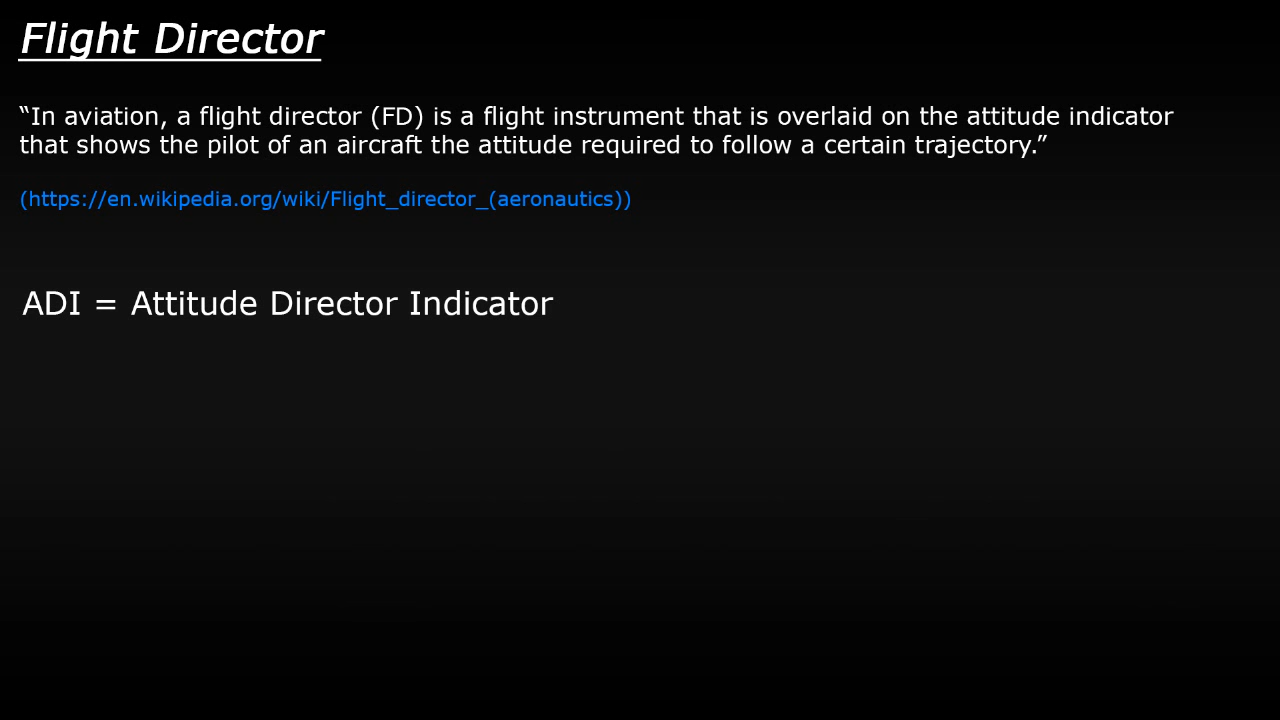 Flight Director
“In aviation, a flight director (FD) is a flight instrument that is overlaid on the attitude indicator
that shows the pilot of an aircraft the attitude required to follow a certain trajectory.”
(https://en.wikipedia.org/wiki/Flight_director_(aeronautics))
ADI = Attitude Director Indicator